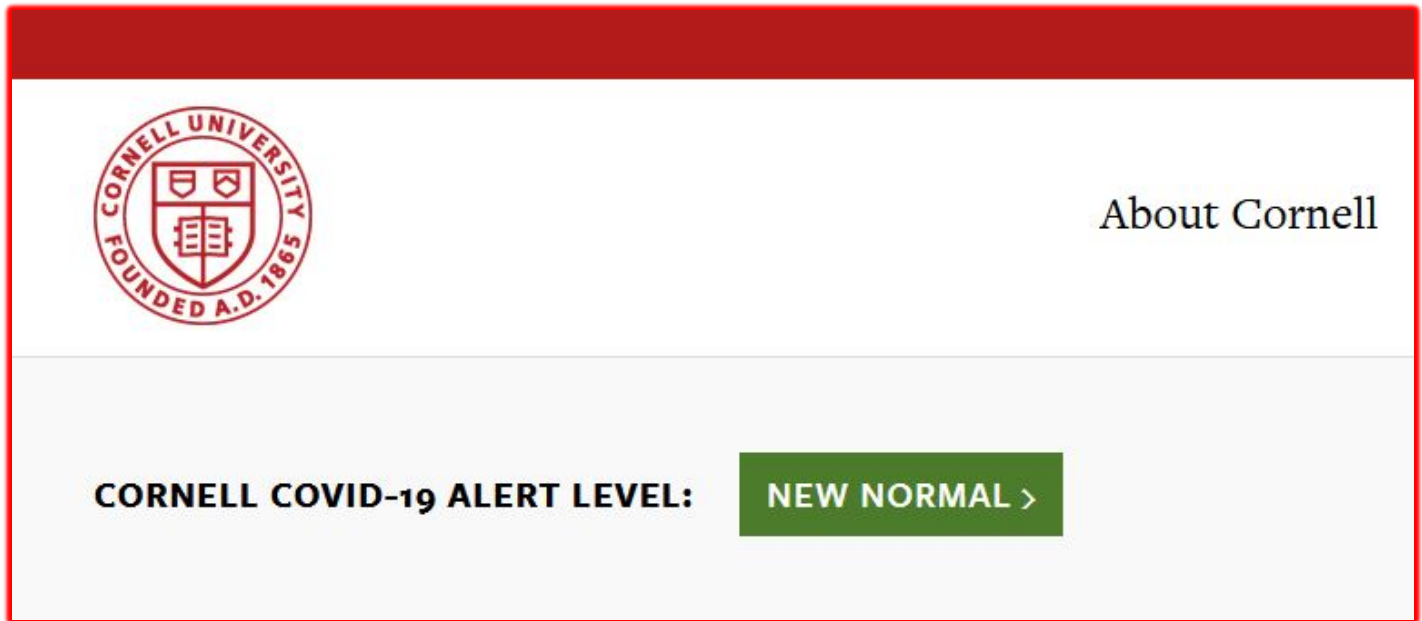 CORNELL UNIVERSITY
FOUNDED A.D. 1865
About Cornell
CORNELL COVID-19 ALERT LEVEL: NEW NORMAL >